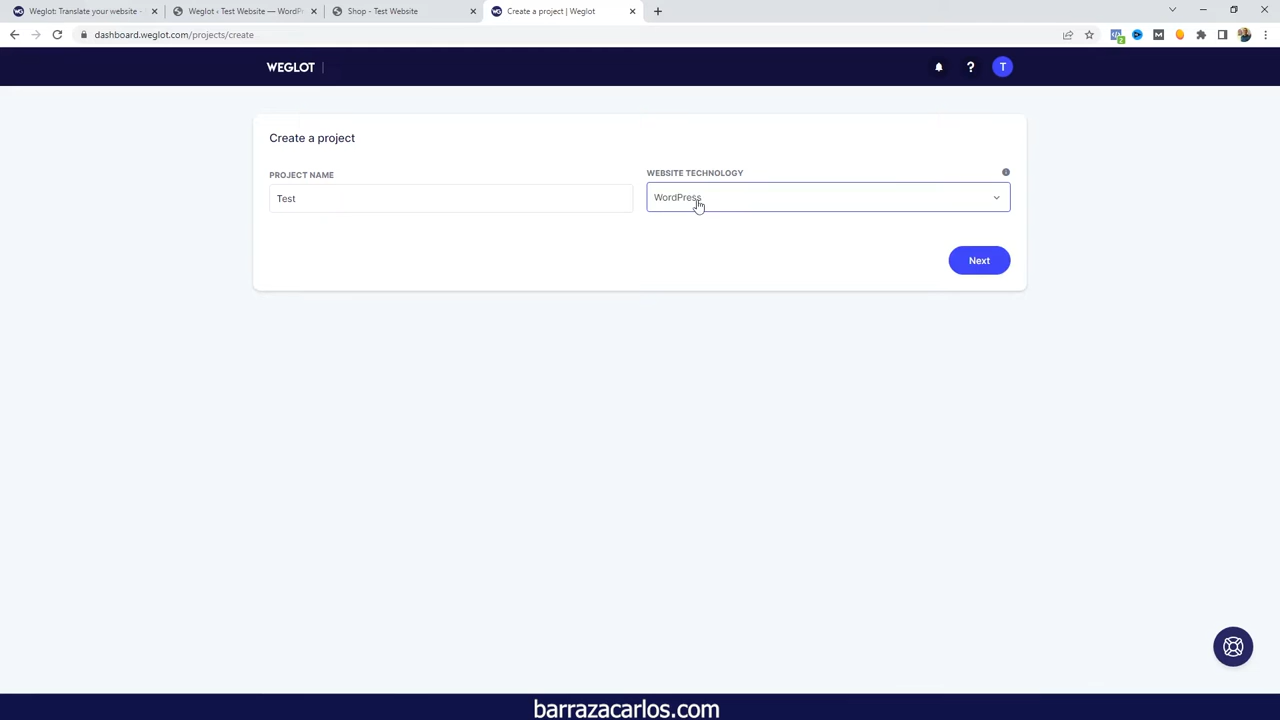 Weglot: Translate your website -
Weglot ‹ Test Website — WordPr
Shop - Test Website
Create a project | Weglot
dashboard.weglot.com/projects/create
WEGLOT
T
Create a project
PROJECT NAME
WEBSITE TECHNOLOGY
Test
WordPress
Next
barrazacarlos.com